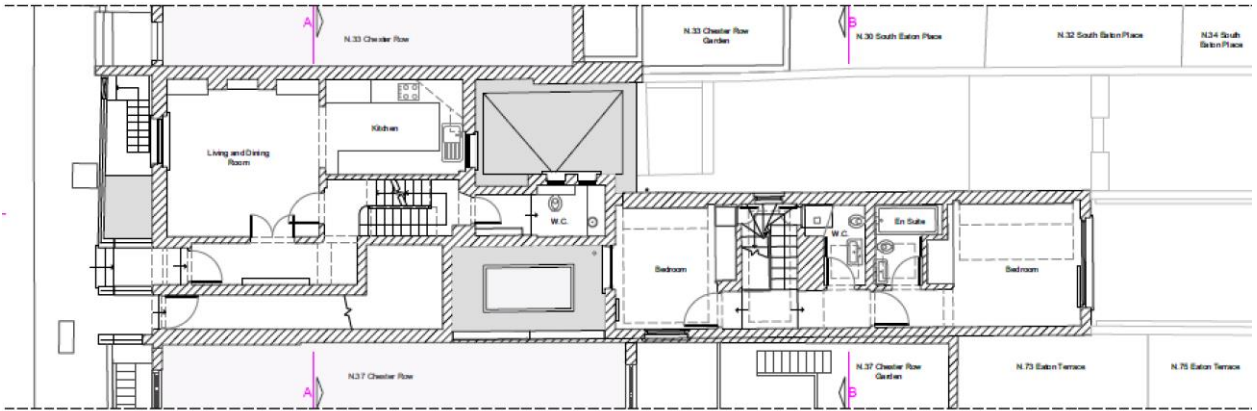 A
B
N.33 Chester Row
N.33 Chester Row
Garden
N.30 South Eaton Place
N.32 South Eaton Place
N.34 South
Eaton Place
Living and Dining
Room
Kitchen
W.C.
Bedroom
W.C.
En Suite
Bedroom
N.37 Chester Row
A
N.37 Chester Row
Garden
B
N.73 Eaton Terrace
N.75 Eaton Terrace